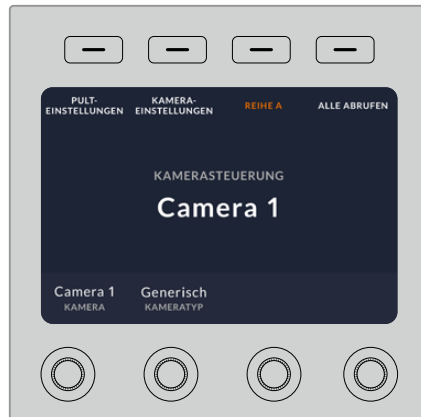 PULT-
EINSTELLUNGEN
KAMERA-
EINSTELLUNGEN
REIHE A
ALLE ABRUFEN
KAMERASTEUERUNG
Camera 1
Camera 1
KAMERA
Generisch
KAMERATYP